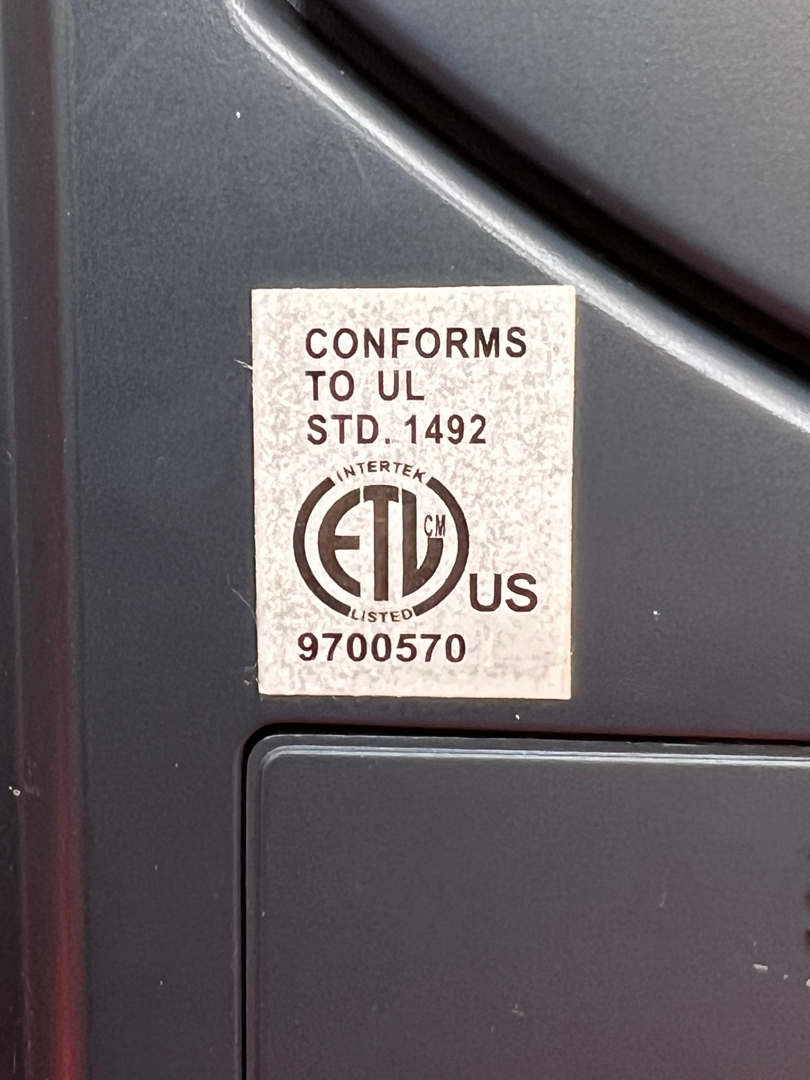 CONFORMS
TO UL
STD. 1492
INTERTEK
ETL CM
US
LISTED
9700570